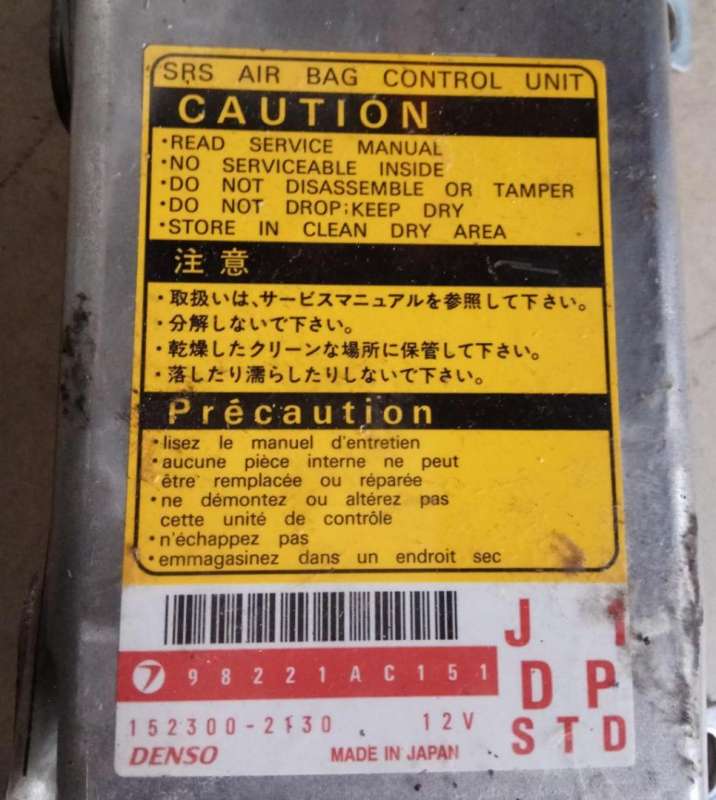 SRS AIR BAG CONTROL UNIT
CAUTION
·READ SERVICE MANUAL
·NO SERVICEABLE INSIDE
·DO NOT DISASSEMBLE OR TAMPER
·DO NOT DROP;KEEP DRY
·STORE IN CLEAN DRY AREA
注意
・取扱いは、サービスマニュアルを参照して下さい。
・分解しないで下さい。
・乾燥したクリーンな場所に保管して下さい。
・落したり濡らしたりしないで下さい。
Précaution
·lisez le manuel d'entretien
·aucune pièce interne ne peut
être remplacée ou réparée
·ne démontez ou altérez pas
cette unité de contrôle
·n'échappez pas
·emmagasinez dans un endroit sec
J 1
98221AC151
DP
152300-2130 12V
STD
DENSO MADE IN JAPAN